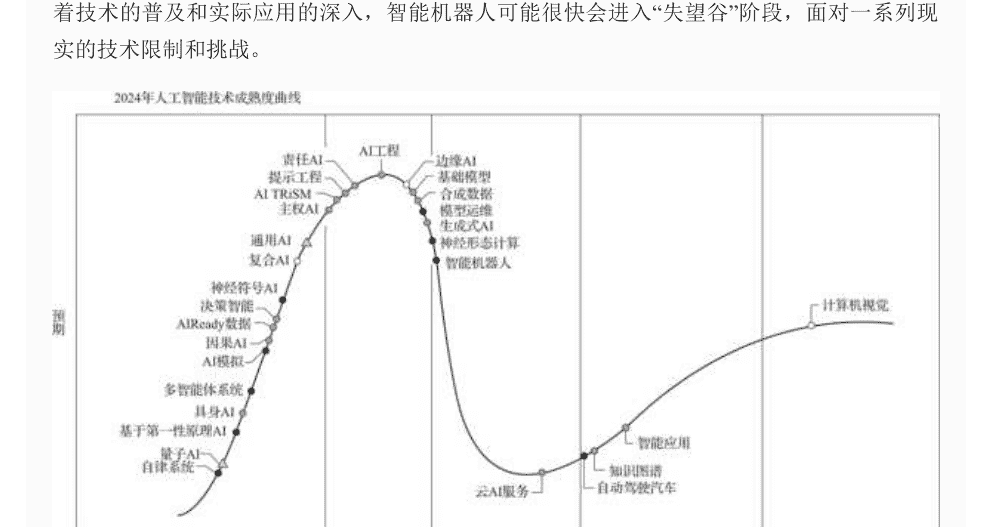 着技术的普及和实际应用的深入，智能机器人可能很快会进入“失望谷”阶段，面对一系列现
实的技术限制和挑战。
2024年人工智能技术成熟度曲线
AI工程
责任AI
边缘AI
提示工程
基础模型
AI TRiSM
合成数据
主权AI
模型运维
生成式AI
通用AI
神经形态计算
复合AI
智能机器人
神经符号AI
决策智能
计算机视觉
AIReady数据
预期
因果AI
AI模拟
多智能体系统
具身AI
基于第一性原理AI
智能应用
量子AI
自律系统
知识图谱
云AI服务
自动驾驶汽车